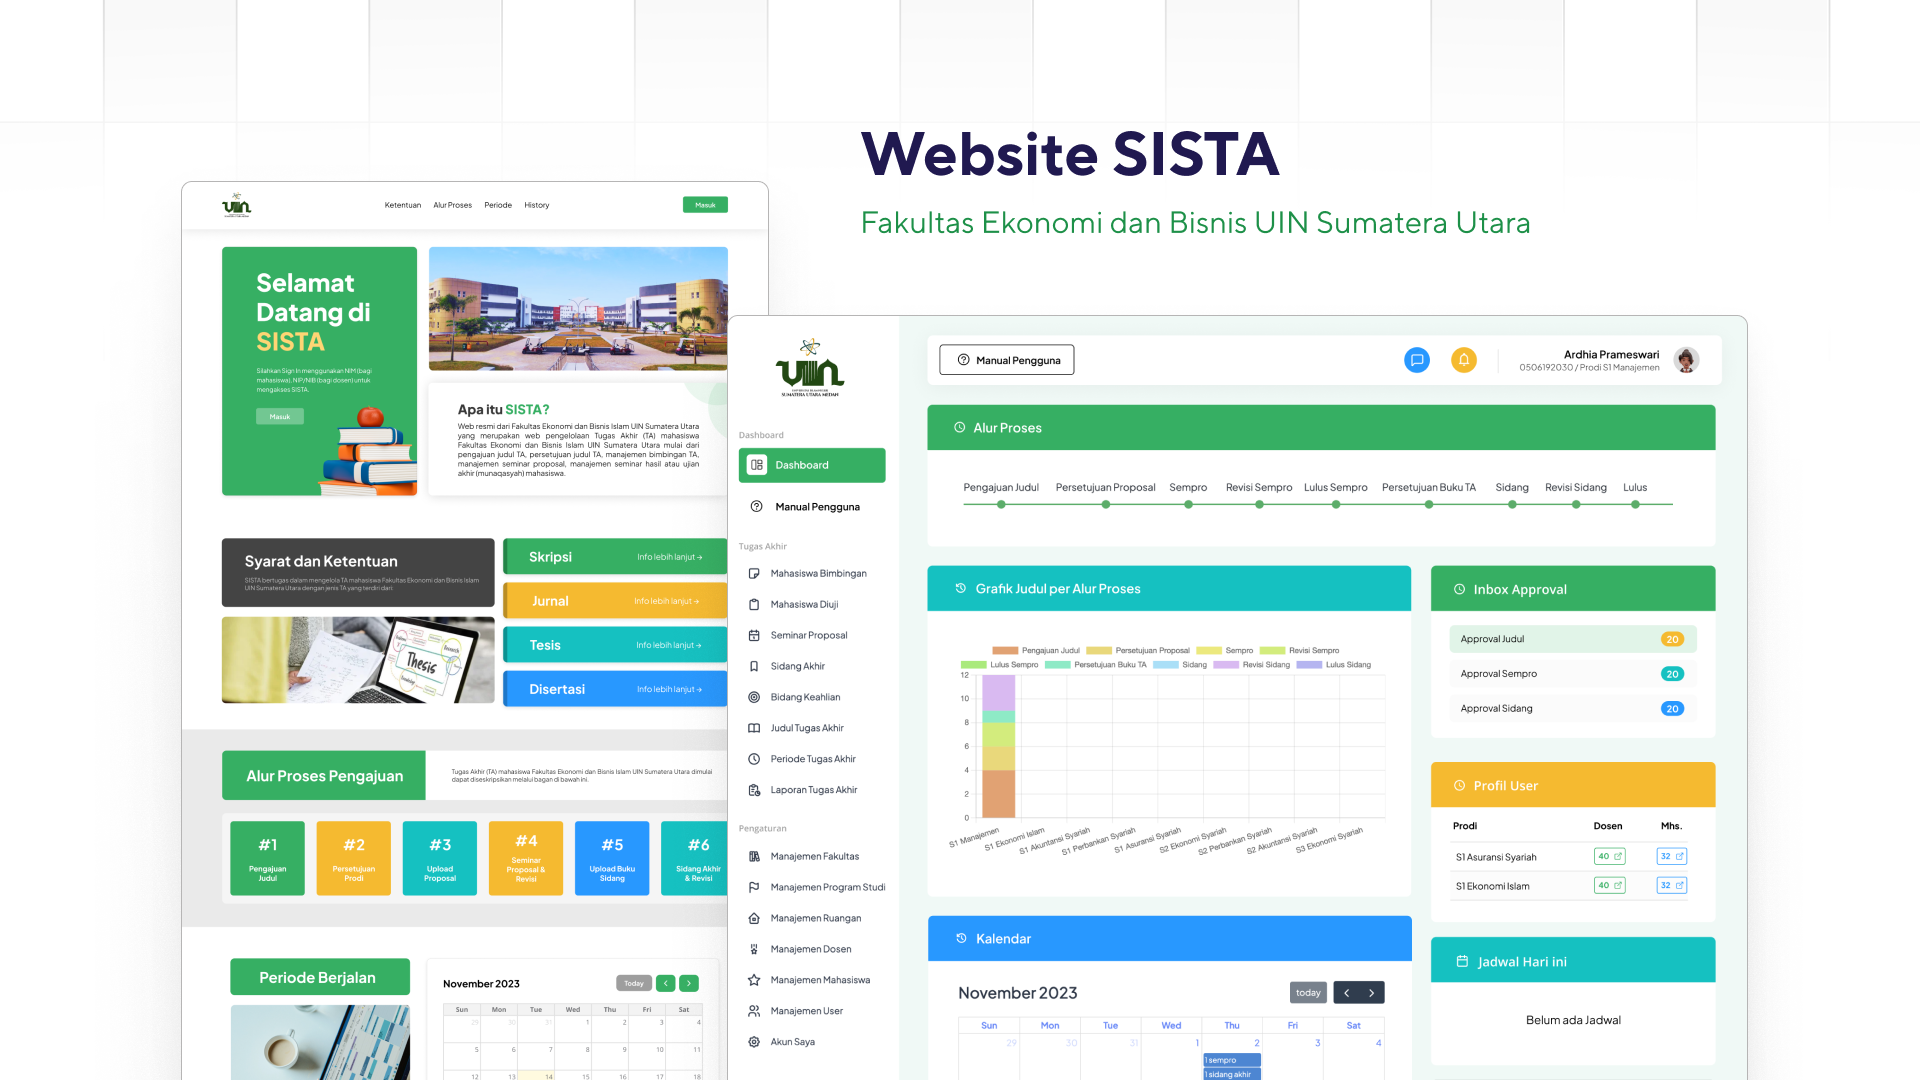 Website SISTA
Fakultas Ekonomi dan Bisnis UIN Sumatera Utara
UIN
Ketentuan Alur Proses Periode History
Masuk
Selamat
Datang di
SISTA
Silahkan Sign In menggunakan NIM (bagi
mahasiswa), NIP/NIB (bagi dosen) untuk
mengakses SISTA.
Masuk
Apa itu SISTA?
Web resmi dari Fakultas Ekonomi dan Bisnis Islam UIN Sumatera Utara
yang merupakan web pengelolaan Tugas Akhir (TA) mahasiswa
Fakultas Ekonomi dan Bisnis Islam UIN Sumatera Utara mulai dari
pengajuan judul TA, persetujuan judul TA, manajemen bimbingan TA,
manajemen seminar proposal, manajemen seminar hasil atau ujian
akhir (munaqasyah) mahasiswa.
Syarat dan Ketentuan
SISTA bertugas dalam mengelola TA mahasiswa Fakultas Ekonomi dan Bisnis Islam
UIN Sumatera Utara dengan jenis TA yang terdiri dari:
Thesis
Research
Skripsi Info lebih lanjut →
Jurnal Info lebih lanjut →
Tesis Info lebih lanjut →
Disertasi Info lebih lanjut →
Alur Proses Pengajuan
Tugas Akhir (TA) mahasiswa Fakultas Ekonomi dan Bisnis Islam UIN Sumatera Utara dimulai
dapat diseskripsikan melalui bagan di bawah ini.
#1
Pengajuan
Judul
#2
Persetujuan
Prodi
#3
Upload
Proposal
#4
Seminar
Proposal &
Revisi
#5
Upload Buku
Sidang
#6
Sidang Akhir
& Revisi
Periode Berjalan
November 2023
Today
Sun Mon Tue Wed Thu Fri Sat
29 30 31 1 2 3 4
5 6 7 8 9 10 11
12 13 14 15 16 17 18
UIN
UNIVERSITAS ISLAM NEGERI
SUMATERA UTARA MEDAN
Dashboard
Dashboard
Manual Pengguna
Tugas Akhir
Mahasiswa Bimbingan
Mahasiswa Diuji
Seminar Proposal
Sidang Akhir
Bidang Keahlian
Judul Tugas Akhir
Periode Tugas Akhir
Laporan Tugas Akhir
Pengaturan
Manajemen Fakultas
Manajemen Program Studi
Manajemen Ruangan
Manajemen Dosen
Manajemen Mahasiswa
Manajemen User
Akun Saya
Manual Pengguna
Ardhia Prameswari
0506192030 / Prodi S1 Manajemen
Alur Proses
Pengajuan Judul Persetujuan Proposal Sempro Revisi Sempro Lulus Sempro Persetujuan Buku TA Sidang Revisi Sidang Lulus
Grafik Judul per Alur Proses
Pengajuan Judul Persetujuan Proposal Sempro Revisi Sempro
Lulus Sempro Persetujuan Buku TA Sidang Revisi Sidang Lulus Sidang
12
10
8
6
4
2
0
S1 Manajemen
S1 Ekonomi Islam
S1 Akuntansi Syariah
S1 Perbankan Syariah
S1 Asuransi Syariah
S2 Ekonomi Syariah
S2 Perbankan Syariah
S2 Akuntansi Syariah
S3 Ekonomi Syariah
Inbox Approval
Approval Judul 20
Approval Sempro 20
Approval Sidang 20
Profil User
Prodi Dosen Mhs.
S1 Asuransi Syariah 40 32
S1 Ekonomi Islam 40 32
Kalendar
November 2023
today
Sun Mon Tue Wed Thu Fri Sat
29 30 31 1 2 3 4
1 sempro
1 sidang akhir
Jadwal Hari ini
Belum ada Jadwal